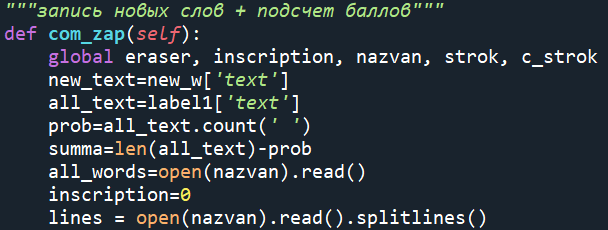 """запись новых слов + подсчет баллов"""
def com_zap(self):
    global eraser, inscription, nazvan, strok, c_strok
    new_text=new_w['text']
    all_text=label1['text']
    prob=all_text.count(' ')
    summa=len(all_text)-prob
    all_words=open(nazvan).read()
    inscription=0
    lines = open(nazvan).read().splitlines()